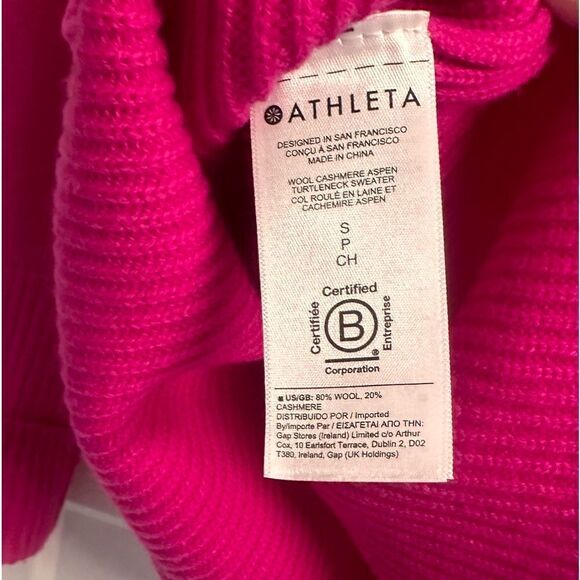 ATHLETA
DESIGNED IN SAN FRANCISCO
CONÇU À SAN FRANCISCO
MADE IN CHINA
WOOL CASHMERE ASPEN
TURTLENECK SWEATER
COL ROULÉ EN LAINE ET
CACHEMIRE ASPEN
S
P
CH
Certified
Certifiée
B
Entreprise
®
Corporation
US/GB: 80% WOOL, 20%
CASHMERE
DISTRIBUIDO POR / Imported
By/Importe Par / ΕΙΣΑΓΕΤΑΙ ΑΠΟ ΤΗΝ:
Gap Stores (Ireland) Limited c/o Arthur
Cox, 10 Earlsfort Terrace, Dublin 2, D02
T380, Ireland, Gap (UK Holdings)